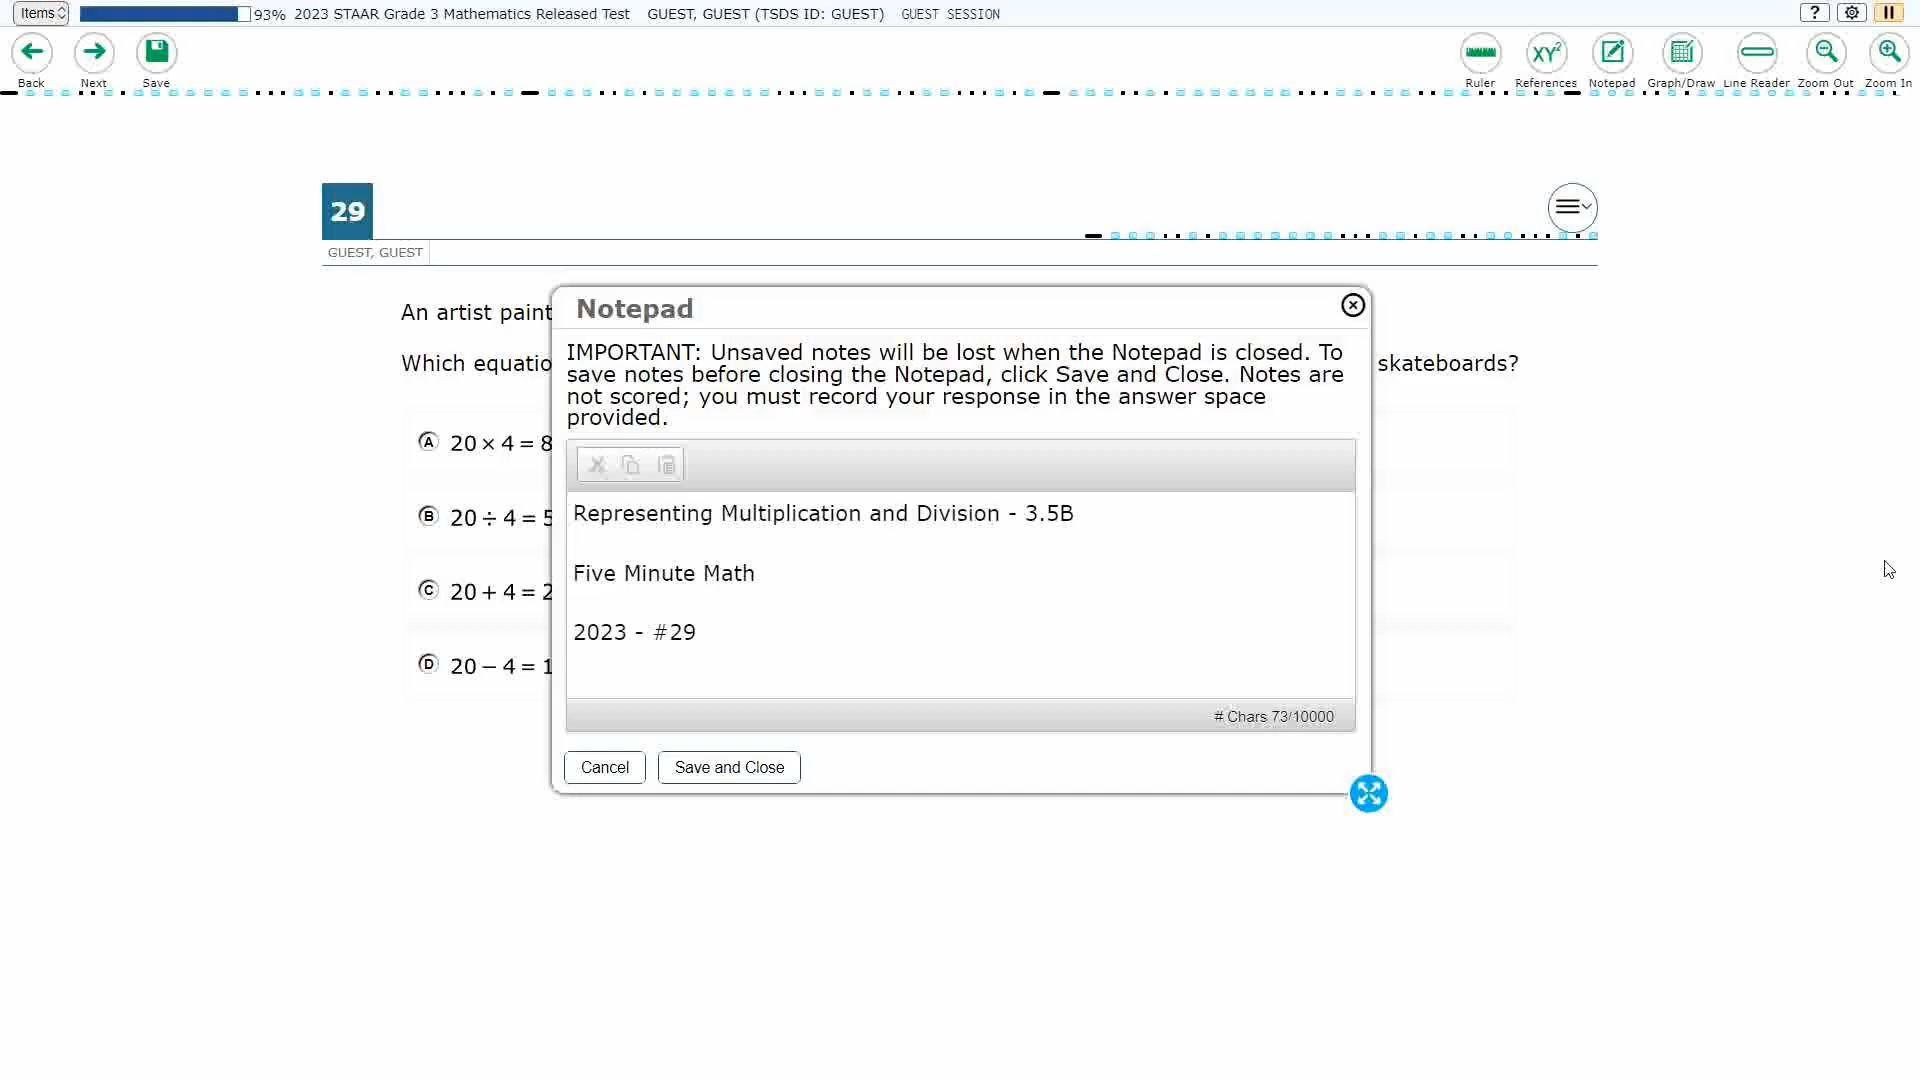 Items 93% 2023 STAAR Grade 3 Mathematics Released Test GUEST, GUEST (TSDS ID: GUEST) GUEST SESSION ?
Back Next Save XY² Ruler References Notepad Graph/Draw Line Reader Zoom Out Zoom In
29
GUEST, GUEST
An artist paint
Which equatio skateboards?
A 20 × 4 = 8
B 20 ÷ 4 = 5
C 20 + 4 = 2
D 20 − 4 = 1
Notepad
IMPORTANT: Unsaved notes will be lost when the Notepad is closed. To
save notes before closing the Notepad, click Save and Close. Notes are
not scored; you must record your response in the answer space
provided.
Representing Multiplication and Division - 3.5B
Five Minute Math
2023 - #29
# Chars 73/10000
Cancel Save and Close